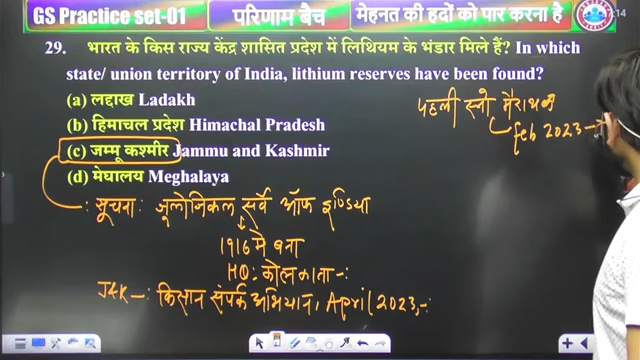 GS Practice set-01
परिणाम बैच
मेहनत की हदों को पार करना है
29. भारत के किस राज्य केंद्र शासित प्रदेश में लिथियम के भंडार मिले हैं? In which
state/ union territory of India, lithium reserves have been found?
(a) लद्दाख Ladakh
(b) हिमाचल प्रदेश Himachal Pradesh
(c) जम्मू कश्मीर Jammu and Kashmir
(d) मेघालय Meghalaya
पहली स्नो मैराथन
feb 2023
सूचना: जूलोजिकल सर्वे ऑफ इण्डिया
1916 मे बना
HQ: कोलकाता
J&K -: किसान संपर्क अभियान, April 2023,